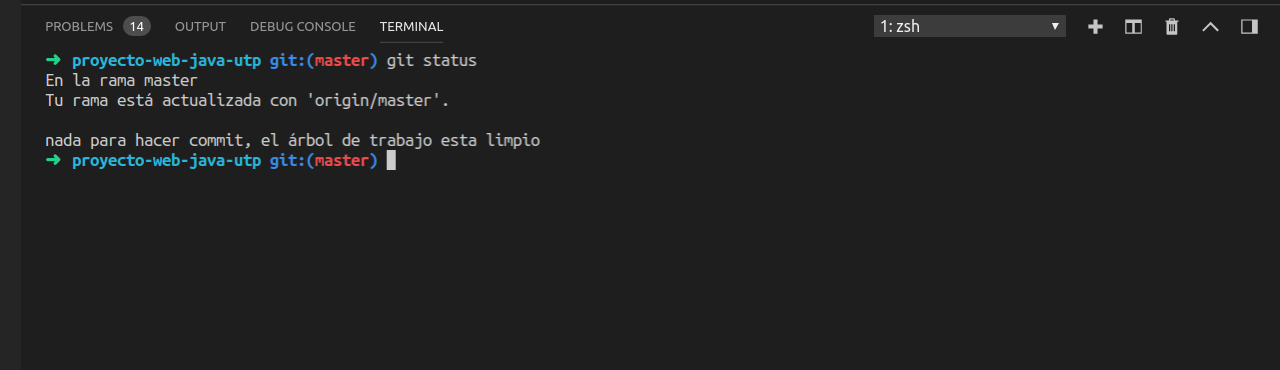 PROBLEMS 14 OUTPUT DEBUG CONSOLE TERMINAL 1: zsh
➜ proyecto-web-java-utp git:(master) git status
En la rama master
Tu rama está actualizada con 'origin/master'.
nada para hacer commit, el árbol de trabajo esta limpio
➜ proyecto-web-java-utp git:(master)